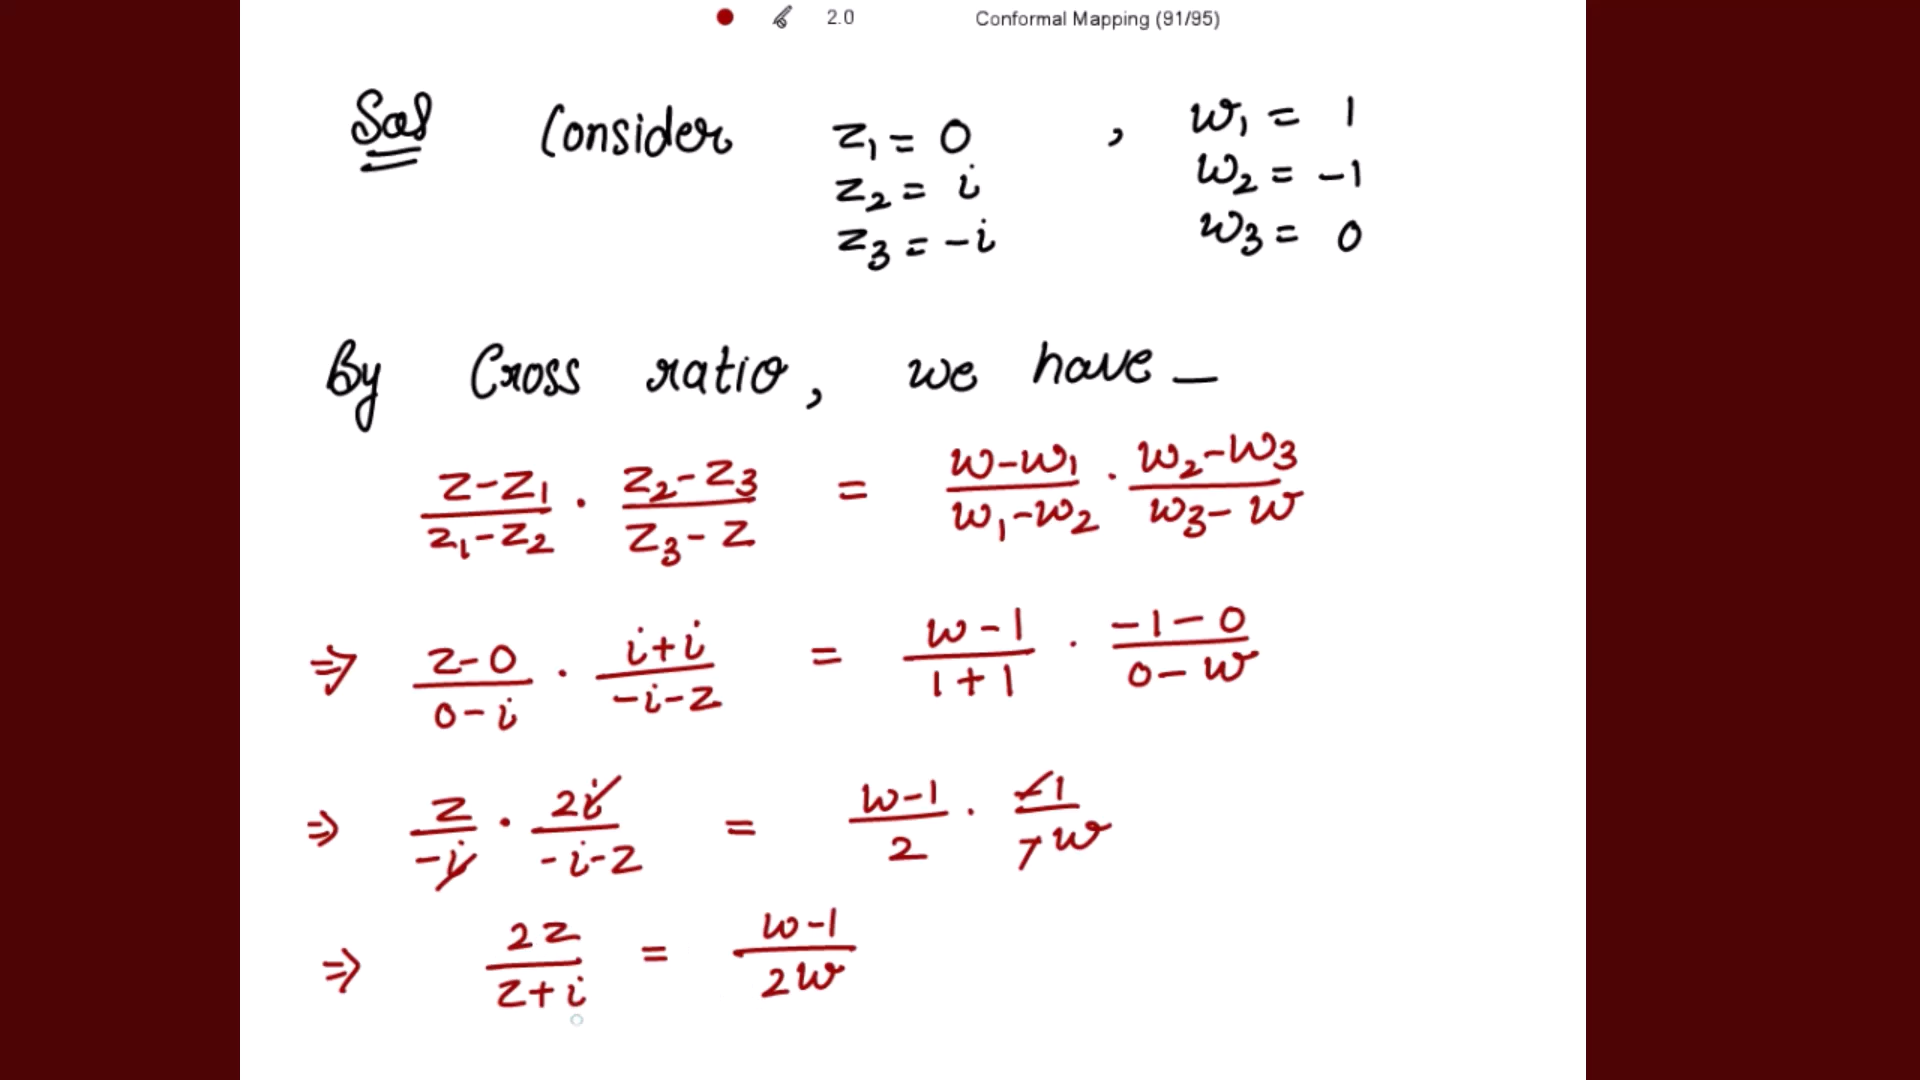 2.0 Conformal Mapping (91/95)
Sol Consider z₁ = 0 , w₁ = 1
z₂ = i w₂ = -1
z₃ = -i w₃ = 0
By Cross ratio, we have —
(z-z₁)/(z₁-z₂) · (z₂-z₃)/(z₃-z) = (w-w₁)/(w₁-w₂) · (w₂-w₃)/(w₃-w)
⇒ (z-0)/(0-i) · (i+i)/(-i-z) = (w-1)/(1+1) · (-1-0)/(0-w)
⇒ z/(-i) · 2i/(-i-z) = (w-1)/2 · (-1)/(-w)
⇒ 2z/(z+i) = (w-1)/(2w)